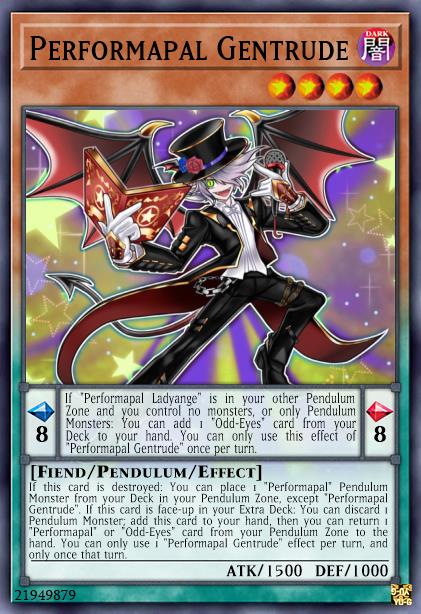 PERFORMAPAL GENTRUDE
DARK
闇
If "Performapal Ladyange" is in your other Pendulum
Zone and you control no monsters, or only Pendulum
Monsters: You can add 1 "Odd-Eyes" card from your
Deck to your hand. You can only use this effect of
"Performapal Gentrude" once per turn.
8
8
[FIEND/PENDULUM/EFFECT]
If this card is destroyed: You can place 1 "Performapal" Pendulum
Monster from your Deck in your Pendulum Zone, except "Performapal
Gentrude". If this card is face-up in your Extra Deck: You can discard 1
Pendulum Monster; add this card to your hand, then you can return 1
"Performapal" or "Odd-Eyes" card from your Pendulum Zone to the
hand. You can only use 1 "Performapal Gentrude" effect per turn, and
only once that turn.
ATK/1500 DEF/1000
21949879